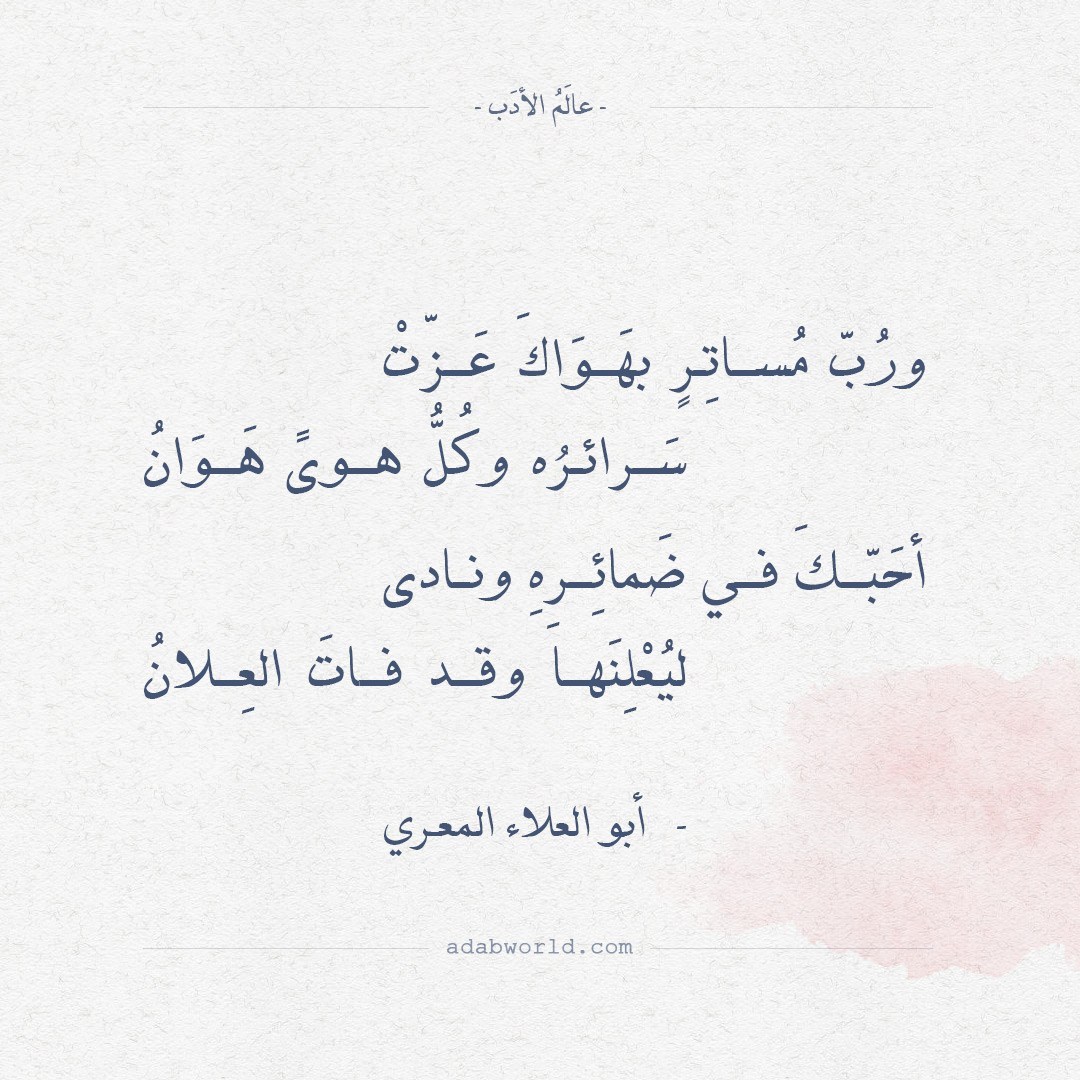 - عالَمُ الأدَب -
ورُبّ مُساتِرٍ بهَوَاكَ عَزّتْ
سَرائرُه وكُلُّ هوىً هَوَانُ
أحَبّكَ في ضَمائِرِهِ ونادى
ليُعْلِنَهاَ وقد فاتَ العِلانُ
- أبو العلاء المعري
adabworld.com